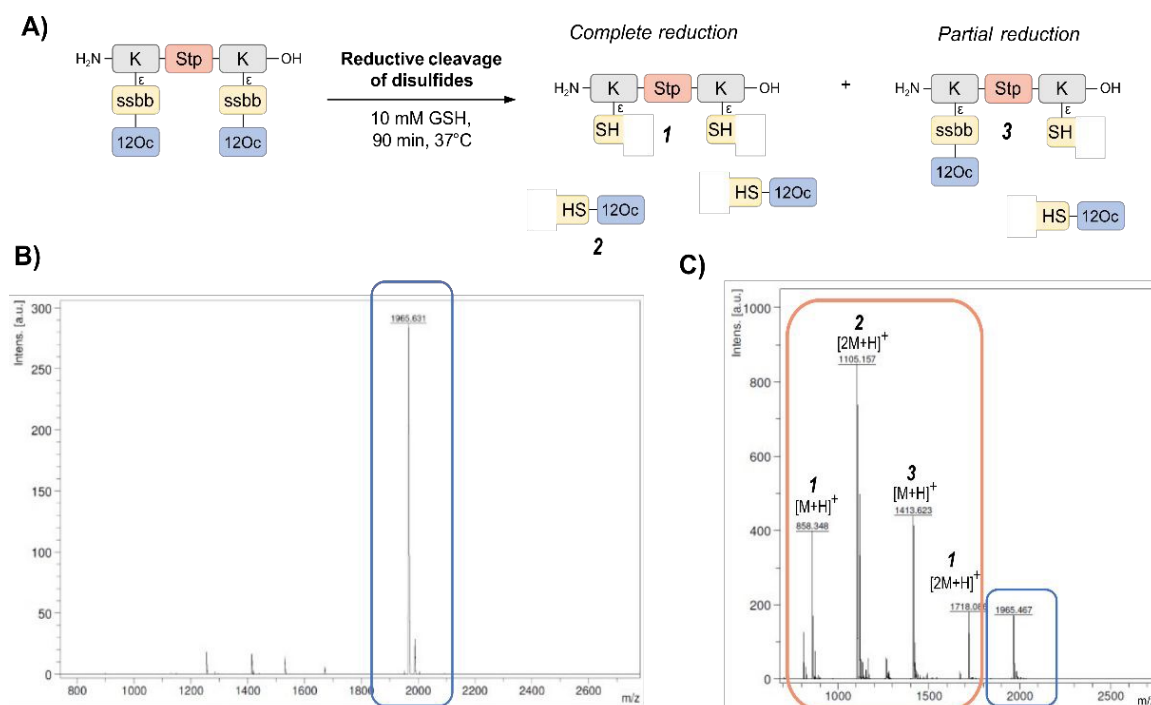 A)
H₂N
K
Stp
K
OH
ε
ε
ssbb
ssbb
12Oc
12Oc
Reductive cleavage
of disulfides
10 mM GSH,
90 min, 37°C
Complete reduction
H₂N
K
Stp
K
OH
ε
ε
SH
1
SH
HS
12Oc
2
HS
12Oc
+
Partial reduction
H₂N
K
Stp
K
OH
ε
ε
ssbb
3
SH
12Oc
HS
12Oc
B)
Intens. [a.u.]
300
250
200
150
100
50
0
1965.631
800
1000
1200
1400
1600
1800
2000
2200
2400
2600
m/z
C)
Intens. [a.u.]
1000
800
600
400
200
0
2
[2M+H]⁺
1105.157
1
[M+H]⁺
858.348
3
[M+H]⁺
1413.623
1
[2M+H]⁺
1965.467
1000
1500
2000
2500
m/z